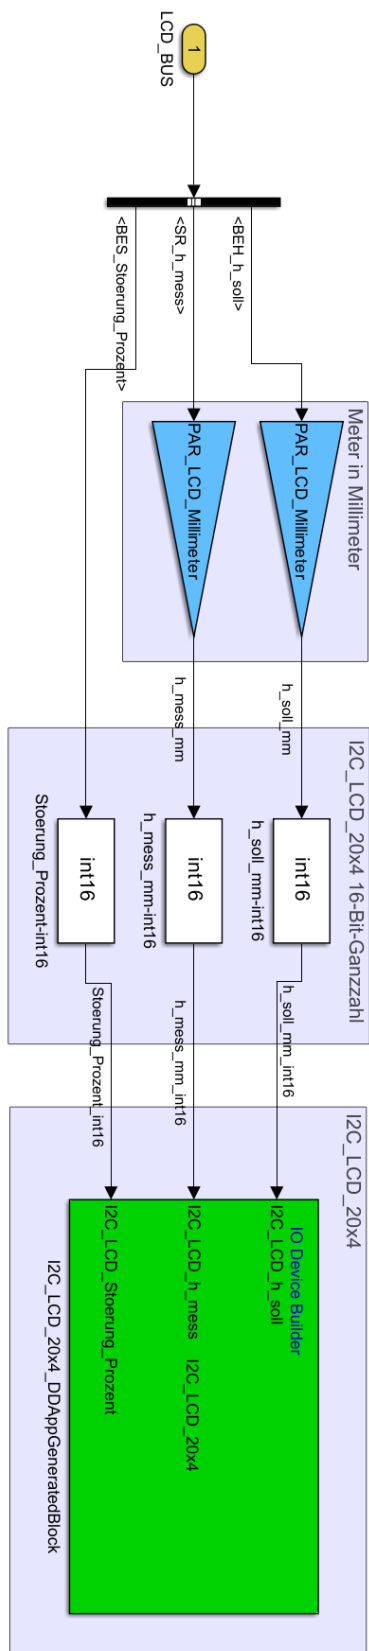 1
LCD_BUS
<BEH_h_soll>
<SR_h_mess>
<BES_Stoerung_Prozent>
Meter in Millimeter
PAR_LCD_Millimeter
PAR_LCD_Millimeter
h_soll_mm
h_mess_mm
I2C_LCD_20x4 16-Bit-Ganzzahl
int16
h_soll_mm-int16
int16
h_mess_mm-int16
int16
Stoerung_Prozent-int16
h_soll_mm_int16
h_mess_mm_int16
Stoerung_Prozent_int16
I2C_LCD_20x4
IO Device Builder
I2C_LCD_h_soll
I2C_LCD_h_mess
I2C_LCD_20x4
I2C_LCD_Stoerung_Prozent
I2C_LCD_20x4_DDAppGeneratedBlock